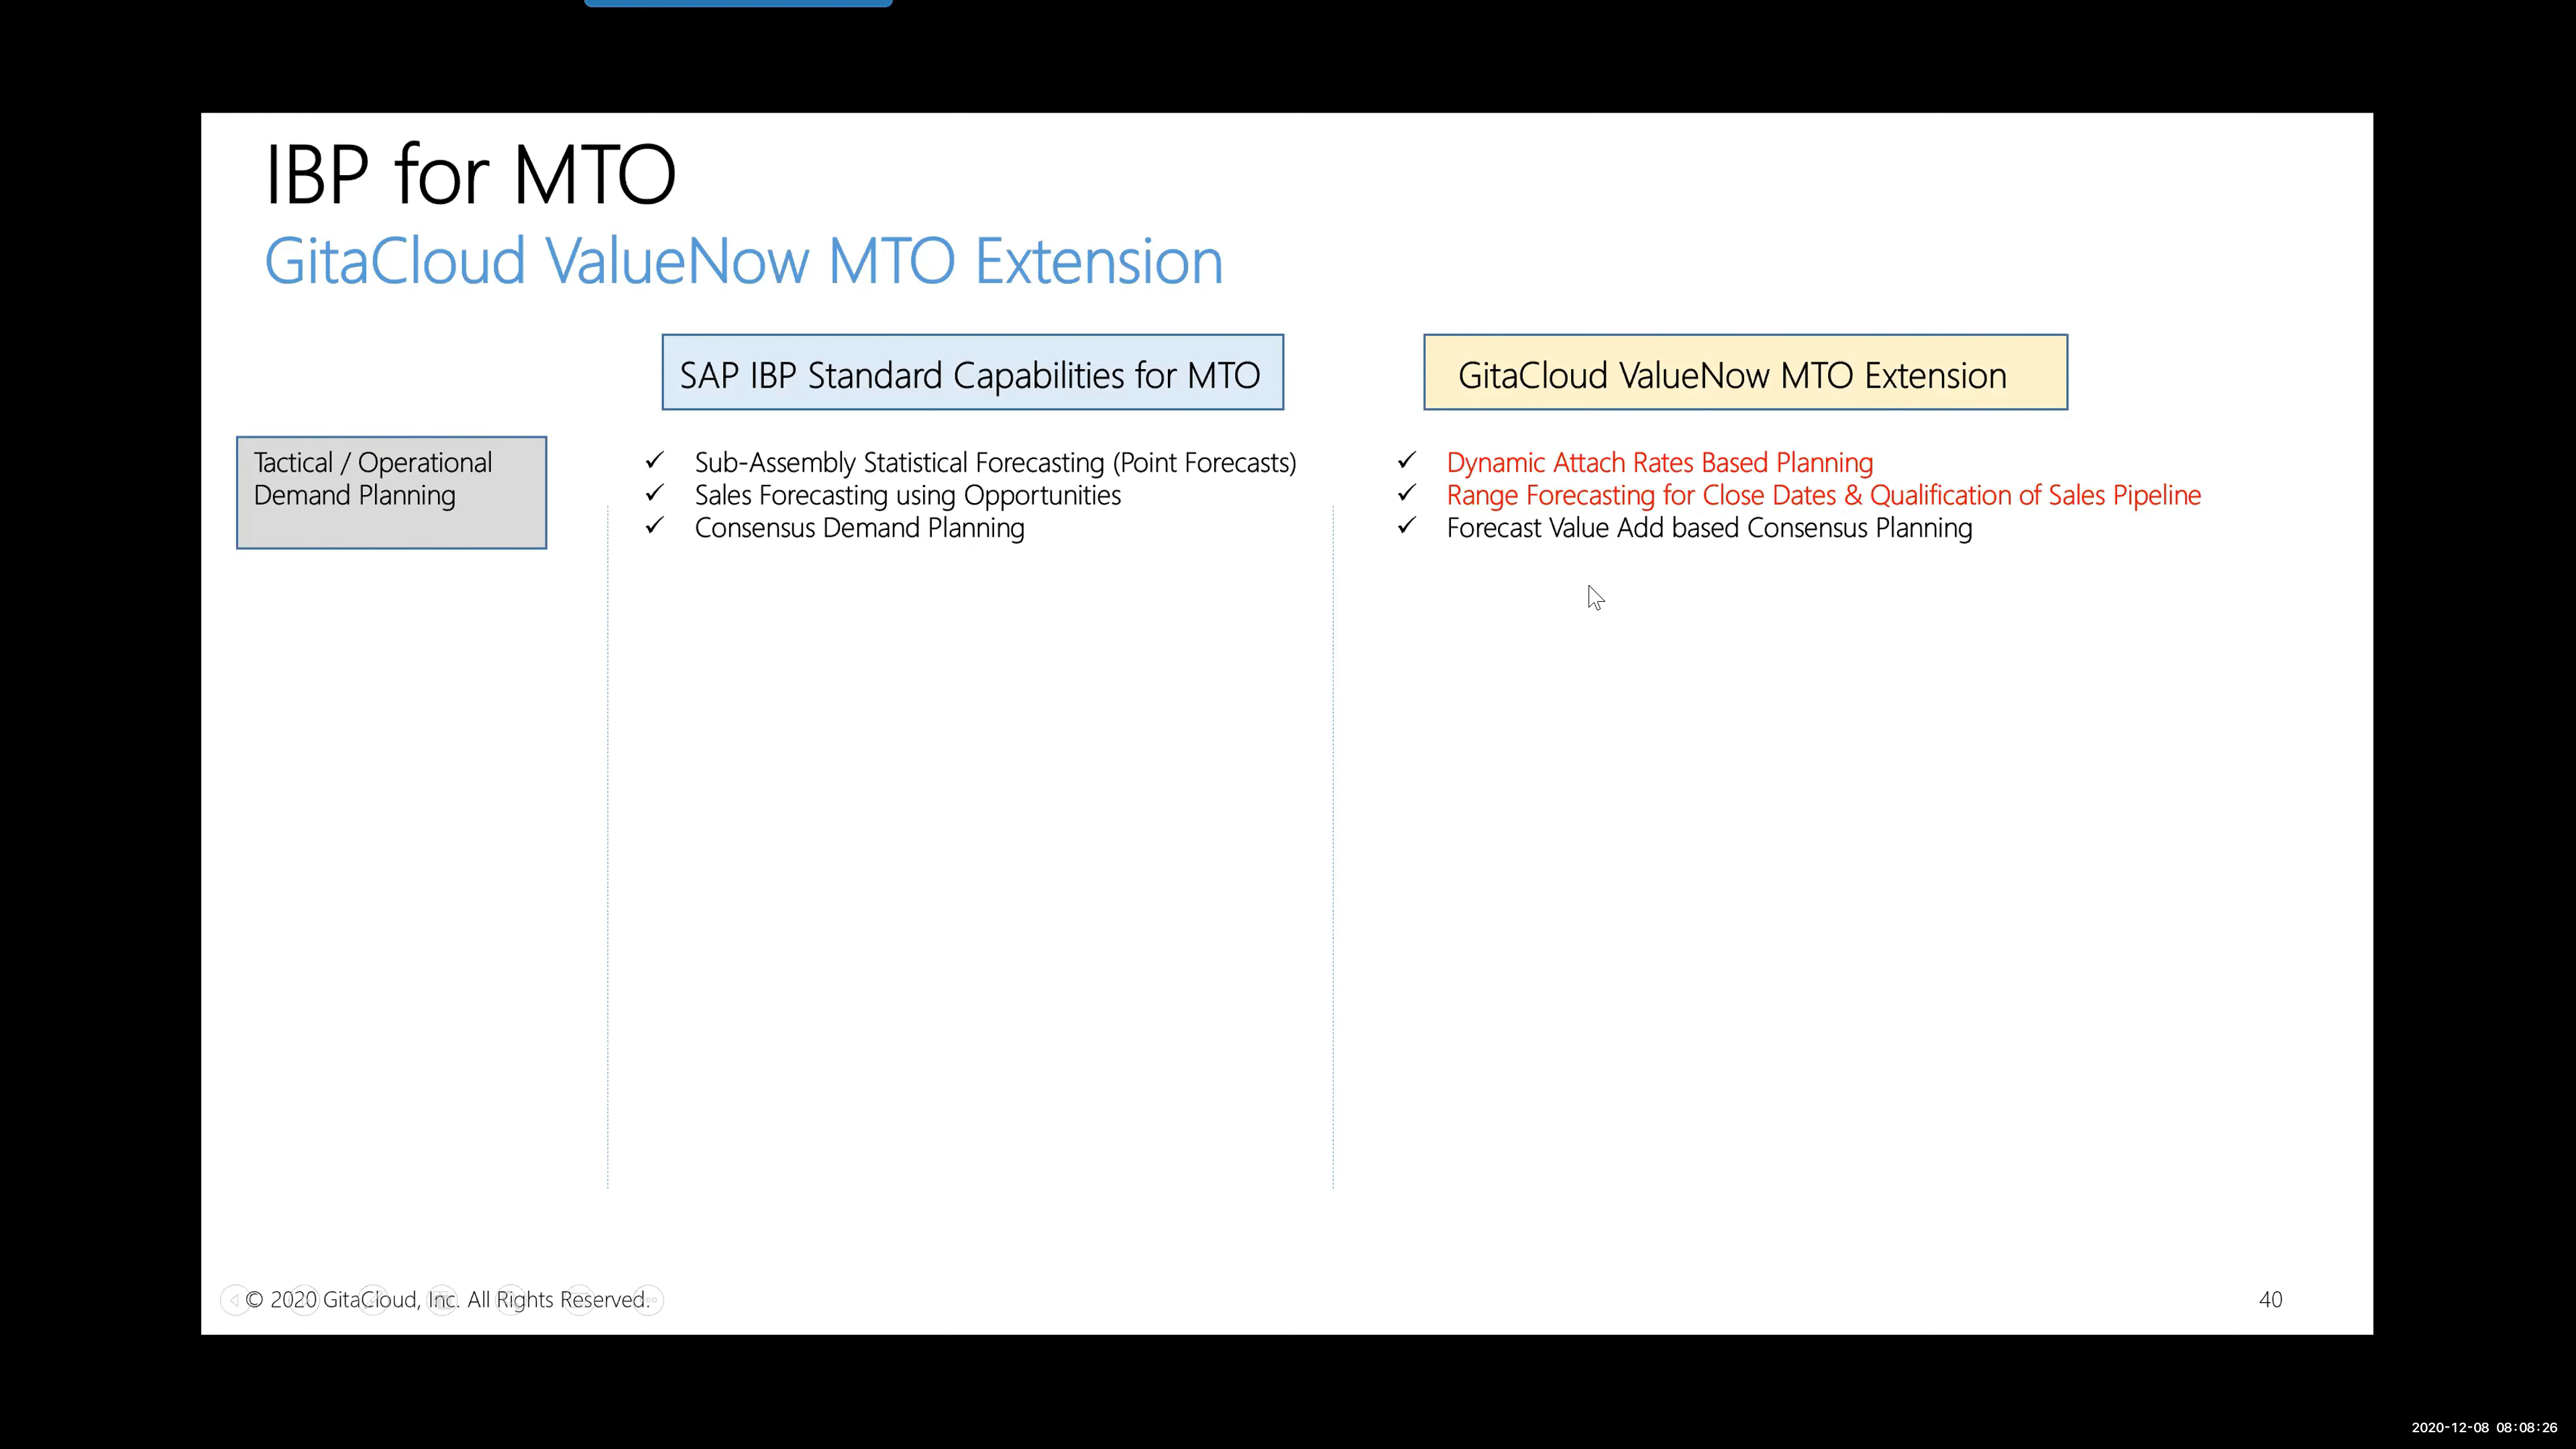 IBP for MTO
GitaCloud ValueNow MTO Extension
SAP IBP Standard Capabilities for MTO
GitaCloud ValueNow MTO Extension
Tactical / Operational
Demand Planning
✓ Sub-Assembly Statistical Forecasting (Point Forecasts)
✓ Sales Forecasting using Opportunities
✓ Consensus Demand Planning
✓ Dynamic Attach Rates Based Planning
✓ Range Forecasting for Close Dates & Qualification of Sales Pipeline
✓ Forecast Value Add based Consensus Planning
© 2020 GitaCloud, Inc. All Rights Reserved.
40
2020-12-08 08:08:26